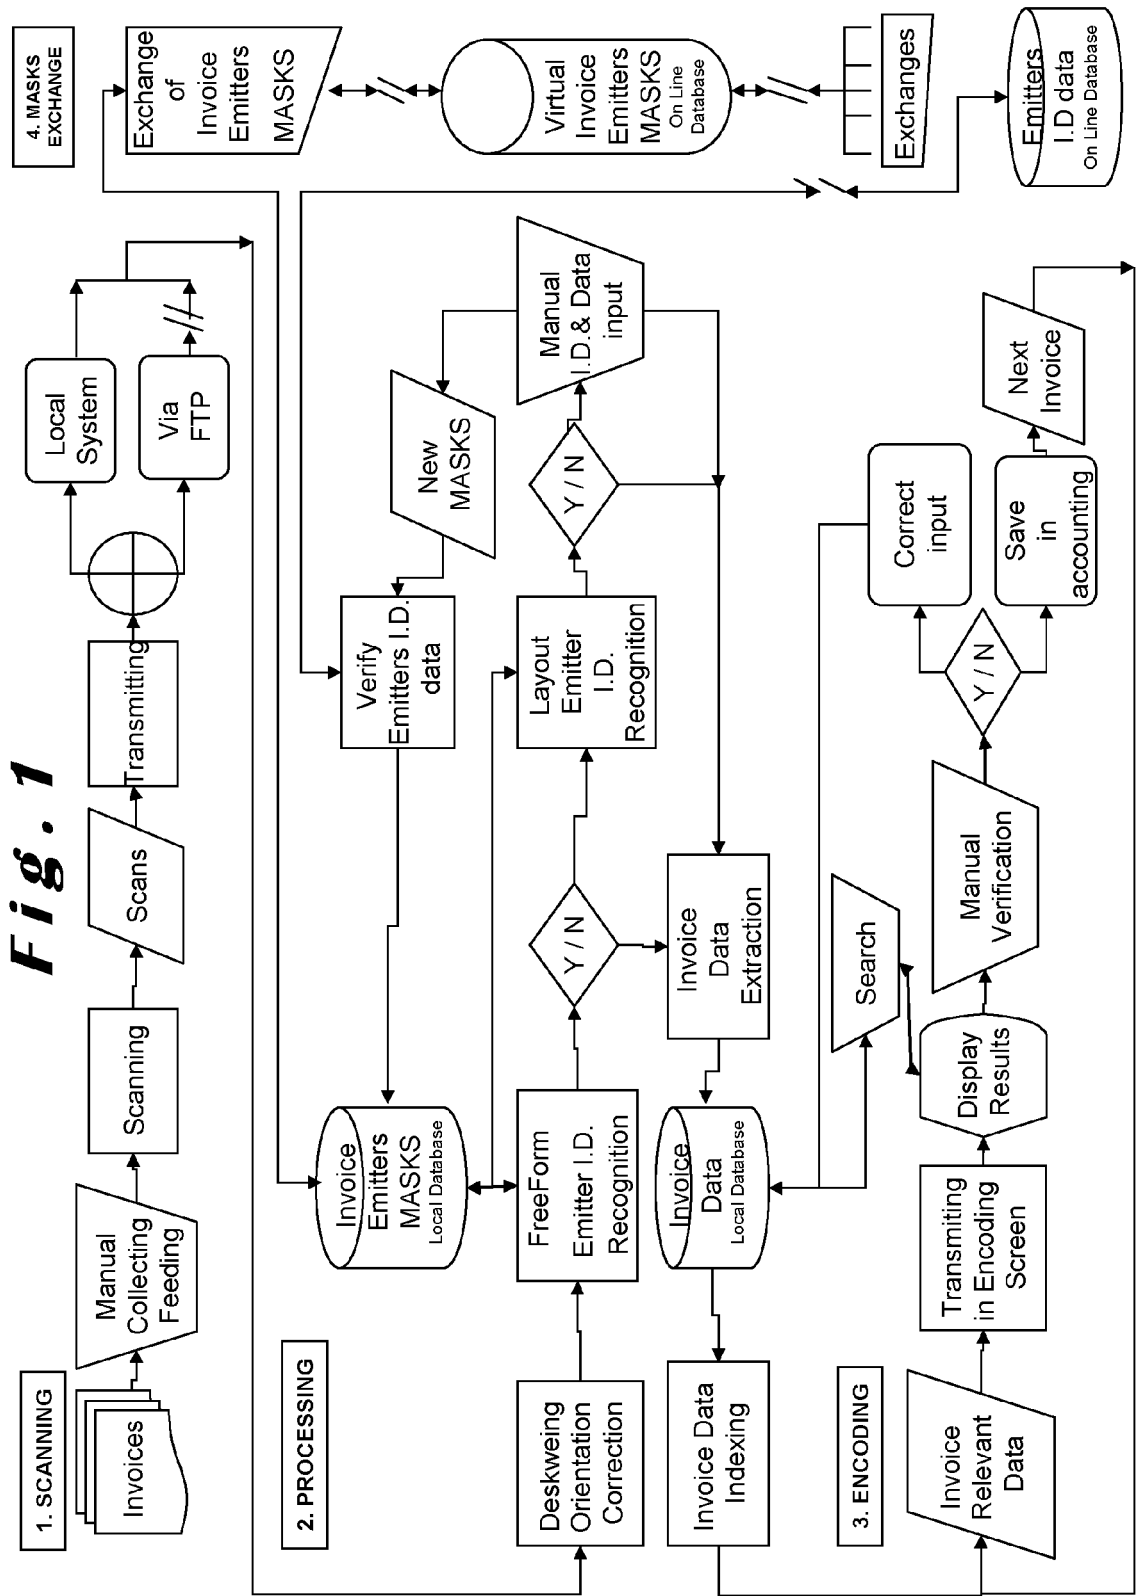 Fig. 1
1. SCANNING
Invoices
Manual
Collecting
Feeding
Scanning
Scans
Transmitting
Local
System
Via
FTP
4. MASKS
EXCHANGE
Exchange
of
Invoice
Emitters
MASKS
Virtual
Invoice
Emitters
MASKS
On Line
Database
Exchanges
Emitters
I.D data
On Line Database
2. PROCESSING
Deskweing
Orientation
Correction
FreeForm
Emitter I.D.
Recognition
Invoice
Emitters
MASKS
Local Database
Y / N
Verify
Emitters I.D.
data
Layout
Emitter
I.D.
Recognition
New
MASKS
Y / N
Manual
I.D.& Data
input
Invoice
Data
Extraction
Invoice
Data
Local Database
Invoice Data
Indexing
3. ENCODING
Invoice
Relevant
Data
Transmiting
in Encoding
Screen
Display
Results
Search
Manual
Verification
Y / N
Correct
input
Save
in
accounting
Next
Invoice